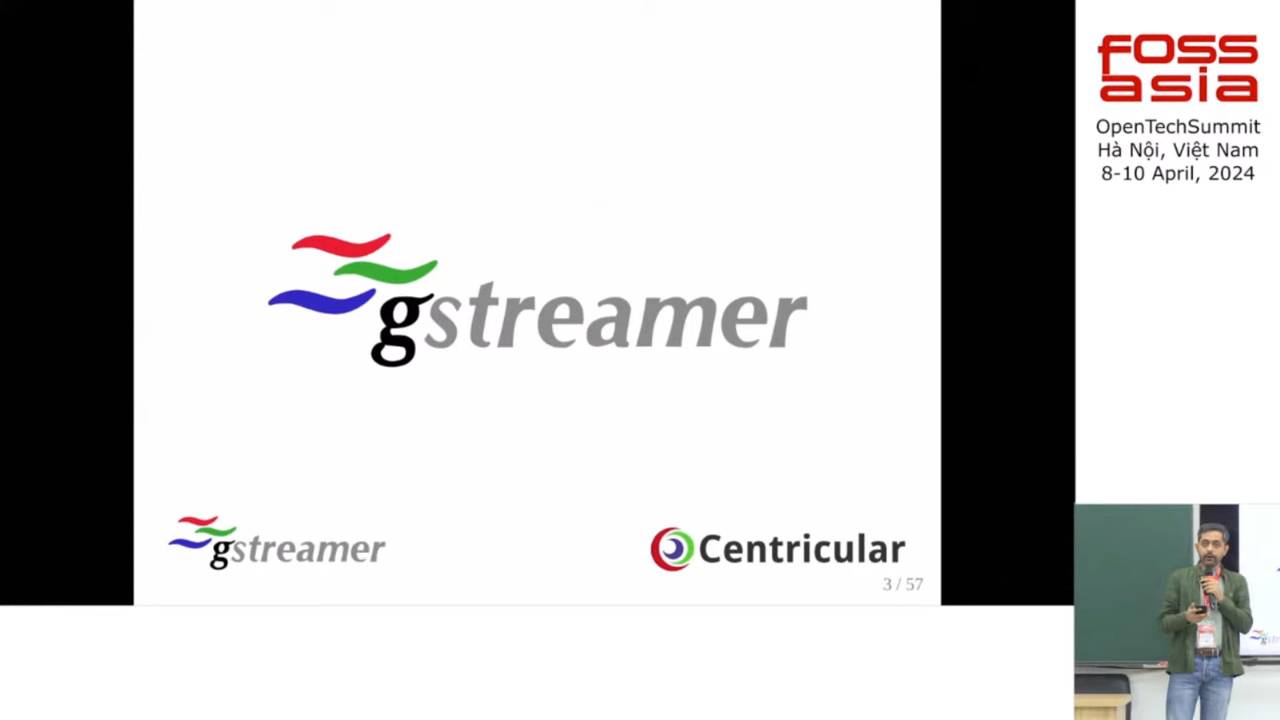 gstreamer
gstreamer
Centricular
3 / 57
FOSS
asia
OpenTechSummit
Hà Nội, Việt Nam
8-10 April, 2024